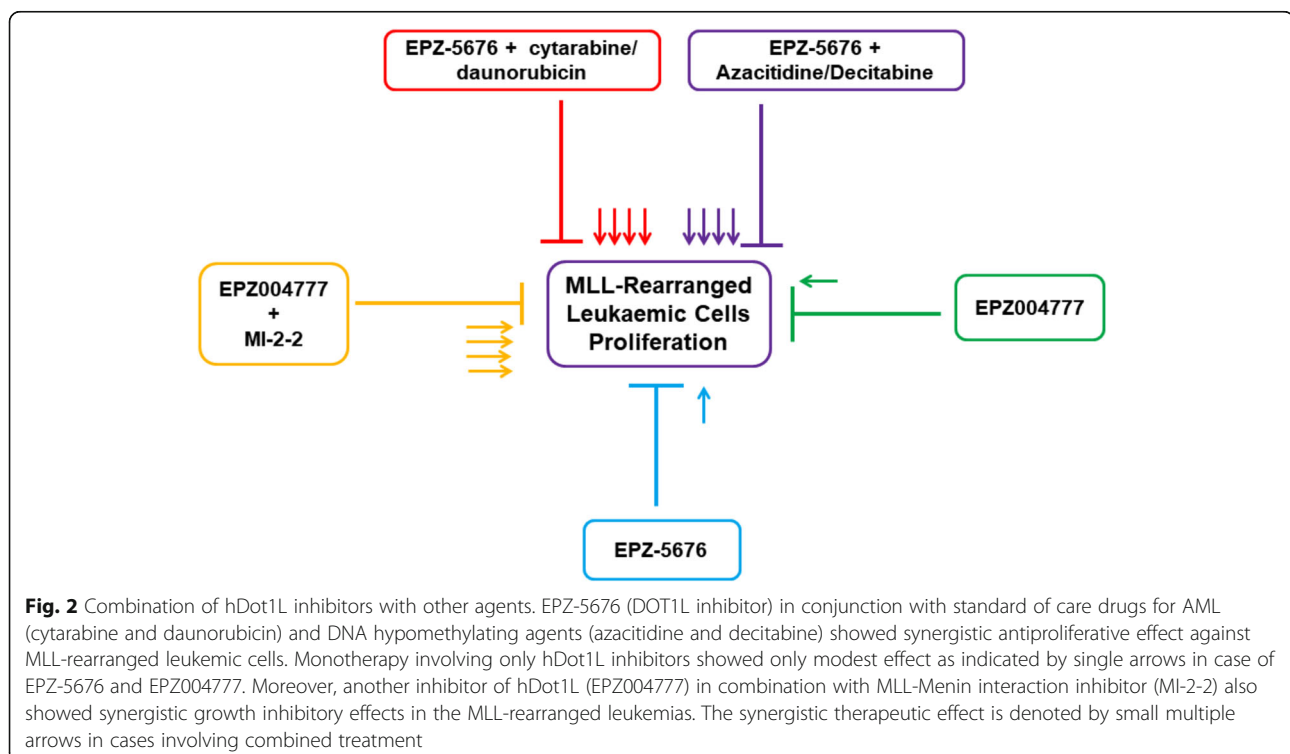 EPZ-5676 + cytarabine/
daunorubicin
EPZ-5676 +
Azacitidine/Decitabine
EPZ004777
+
MI-2-2
MLL-Rearranged
Leukaemic Cells
Proliferation
EPZ004777
EPZ-5676
Fig. 2 Combination of hDot1L inhibitors with other agents. EPZ-5676 (DOT1L inhibitor) in conjunction with standard of care drugs for AML
(cytarabine and daunorubicin) and DNA hypomethylating agents (azacitidine and decitabine) showed synergistic antiproliferative effect against
MLL-rearranged leukemic cells. Monotherapy involving only hDot1L inhibitors showed only modest effect as indicated by single arrows in case of
EPZ-5676 and EPZ004777. Moreover, another inhibitor of hDot1L (EPZ004777) in combination with MLL-Menin interaction inhibitor (MI-2-2) also
showed synergistic growth inhibitory effects in the MLL-rearranged leukemias. The synergistic therapeutic effect is denoted by small multiple
arrows in cases involving combined treatment